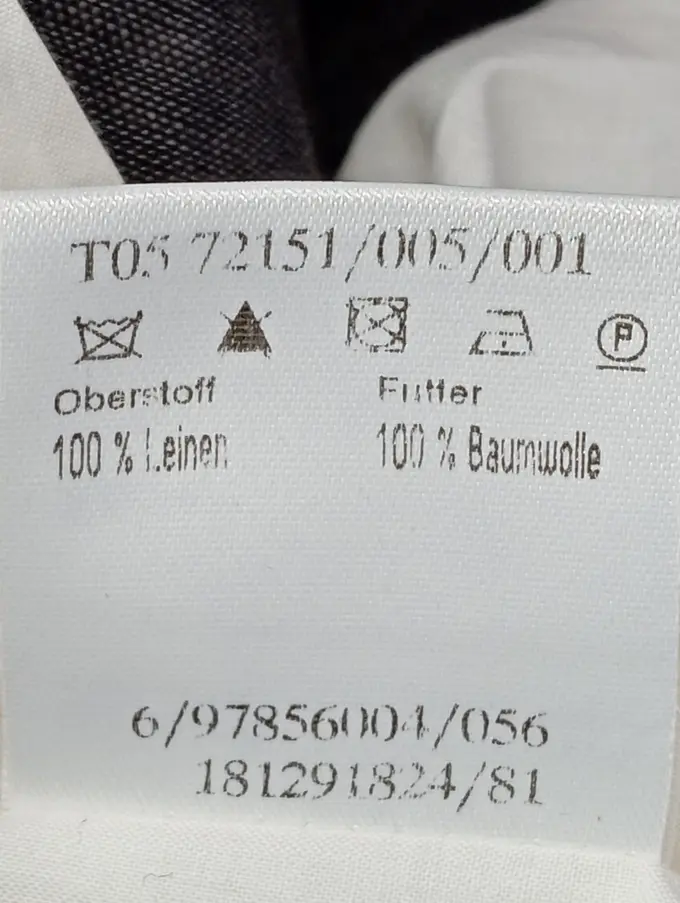 T05 72151/005/001
P
Oberstoff Futter
100 % Leinen 100 % Baumwolle
6/97856004/056
181291824/81